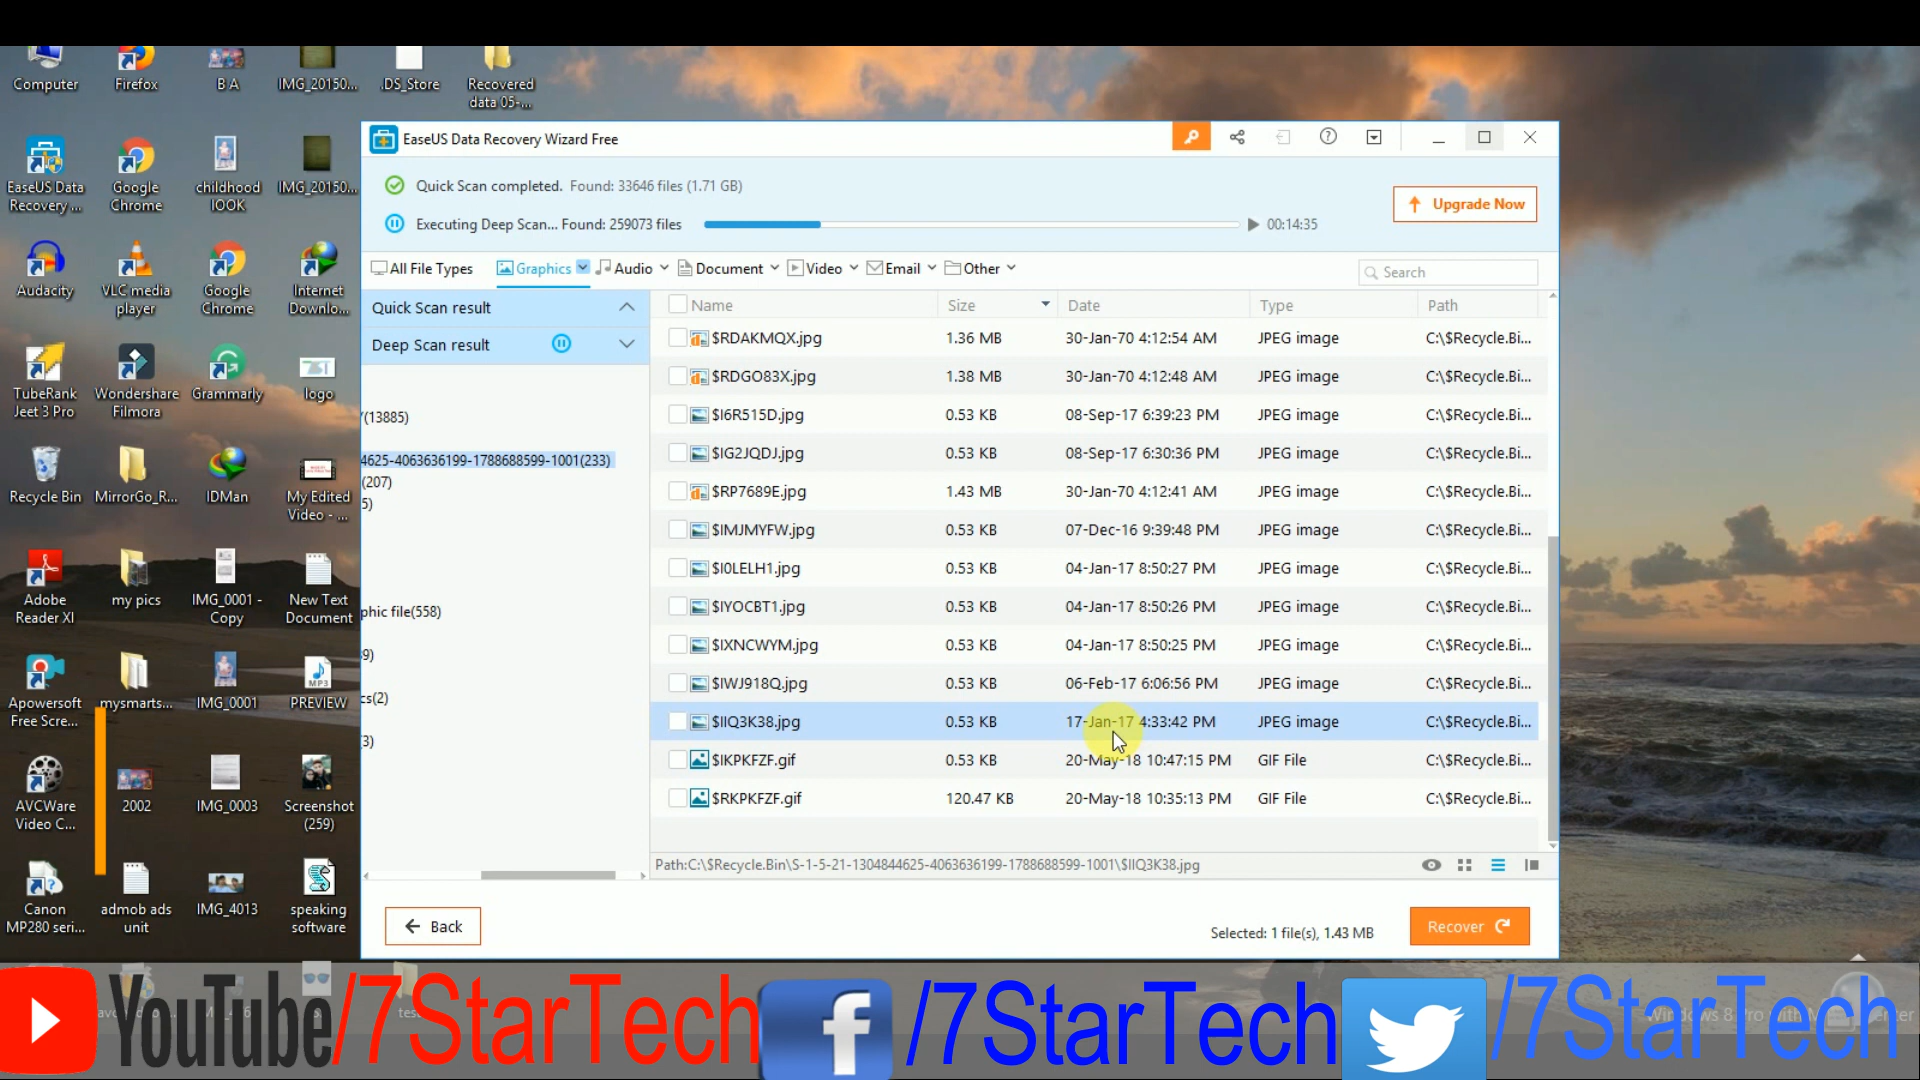 Computer
Firefox
B A
IMG_20150...
.DS_Store
Recovered
data 05-...
EaseUS Data
Recovery ...
Google
Chrome
childhood
lOOK
IMG_20150...
Audacity
VLC media
player
Google
Chrome
Internet
Downlo...
TubeRank
Jeet 3 Pro
Wondershare
Filmora
Grammarly
logo
Recycle Bin
MirrorGo_R...
IDMan
My Edited
Video - ...
Adobe
Reader XI
my pics
IMG_0001 -
Copy
New Text
Document
Apowersoft
Free Scre...
mysmarts...
IMG_0001
PREVIEW
AVCWare
Video C...
2002
IMG_0003
Screenshot
(259)
Canon
MP280 seri...
admob ads
unit
IMG_4013
speaking
software
EaseUS Data Recovery Wizard Free
Quick Scan completed. Found: 33646 files (1.71 GB)
Executing Deep Scan... Found: 259073 files
00:14:35
Upgrade Now
All File Types
Graphics
Audio
Document
Video
Email
Other
Search
Quick Scan result
Deep Scan result
(13885)
4625-4063636199-1788688599-1001(233)
(207)
5)
phic file(558)
9)
cs(2)
(3)
Name Size Date Type Path
$RDAKMQX.jpg 1.36 MB 30-Jan-70 4:12:54 AM JPEG image C:\$Recycle.Bi...
$RDGO83X.jpg 1.38 MB 30-Jan-70 4:12:48 AM JPEG image C:\$Recycle.Bi...
$I6R515D.jpg 0.53 KB 08-Sep-17 6:39:23 PM JPEG image C:\$Recycle.Bi...
$IG2JQDJ.jpg 0.53 KB 08-Sep-17 6:30:36 PM JPEG image C:\$Recycle.Bi...
$RP7689E.jpg 1.43 MB 30-Jan-70 4:12:41 AM JPEG image C:\$Recycle.Bi...
$IMJMYFW.jpg 0.53 KB 07-Dec-16 9:39:48 PM JPEG image C:\$Recycle.Bi...
$I0LELH1.jpg 0.53 KB 04-Jan-17 8:50:27 PM JPEG image C:\$Recycle.Bi...
$IYOCBT1.jpg 0.53 KB 04-Jan-17 8:50:26 PM JPEG image C:\$Recycle.Bi...
$IXNCWYM.jpg 0.53 KB 04-Jan-17 8:50:25 PM JPEG image C:\$Recycle.Bi...
$IWJ918Q.jpg 0.53 KB 06-Feb-17 6:06:56 PM JPEG image C:\$Recycle.Bi...
$IIQ3K38.jpg 0.53 KB 17-Jan-17 4:33:42 PM JPEG image C:\$Recycle.Bi...
$IKPKFZF.gif 0.53 KB 20-May-18 10:47:15 PM GIF File C:\$Recycle.Bi...
$RKPKFZF.gif 120.47 KB 20-May-18 10:35:13 PM GIF File C:\$Recycle.Bi...
Path:C:\$Recycle.Bin\S-1-5-21-1304844625-4063636199-1788688599-1001\$IIQ3K38.jpg
Back
Selected: 1 file(s), 1.43 MB
Recover
YouTube/7StarTech
/7StarTech
/7StarTech